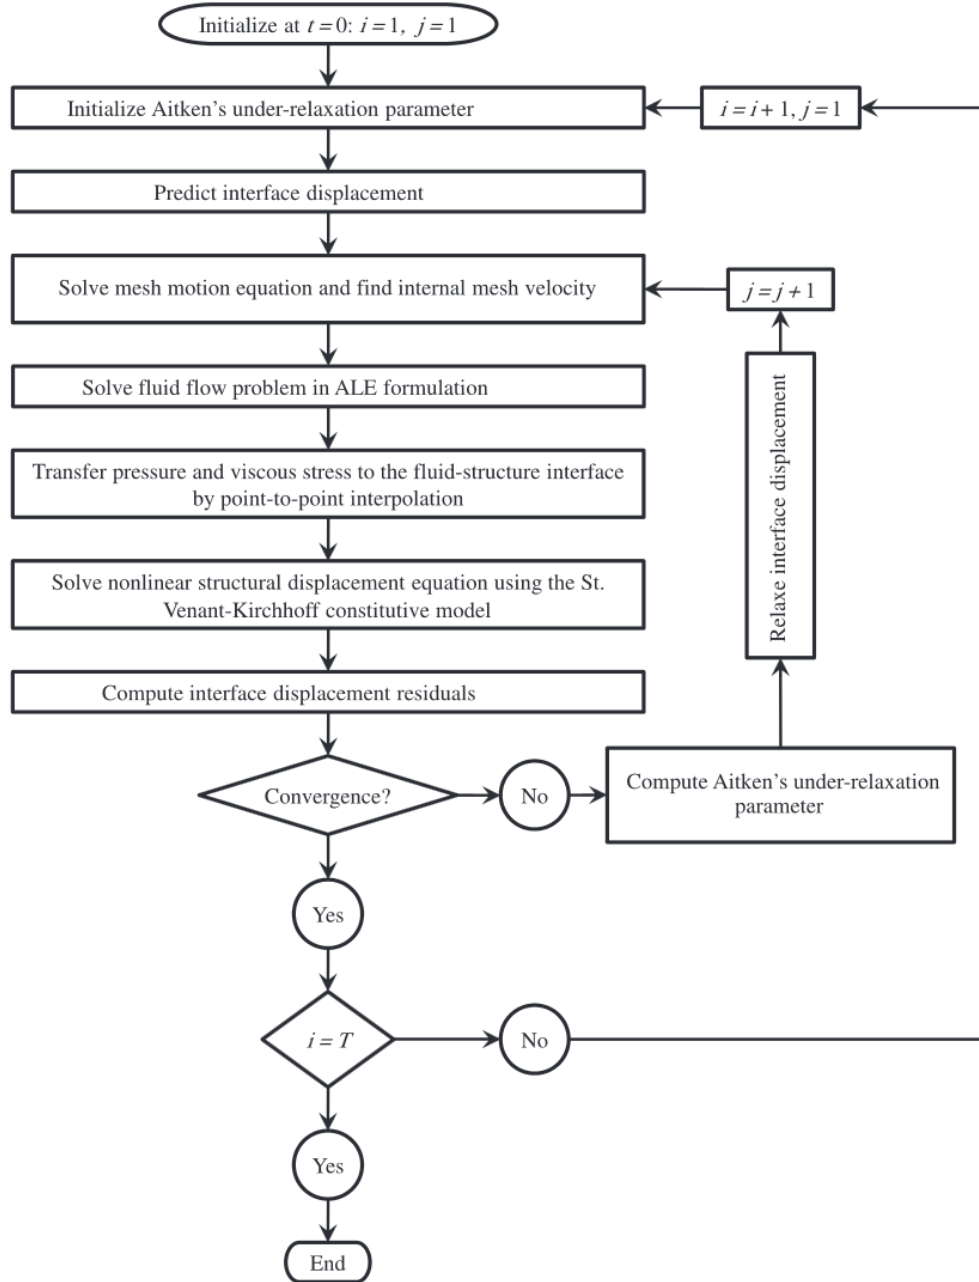 Initialize at t = 0: i = 1, j = 1
Initialize Aitken's under-relaxation parameter
i = i + 1, j = 1
Predict interface displacement
Solve mesh motion equation and find internal mesh velocity
j = j + 1
Solve fluid flow problem in ALE formulation
Transfer pressure and viscous stress to the fluid-structure interface
by point-to-point interpolation
Relaxe interface displacement
Solve nonlinear structural displacement equation using the St.
Venant-Kirchhoff constitutive model
Compute interface displacement residuals
Convergence?
No
Compute Aitken's under-relaxation
parameter
Yes
i = T
No
Yes
End